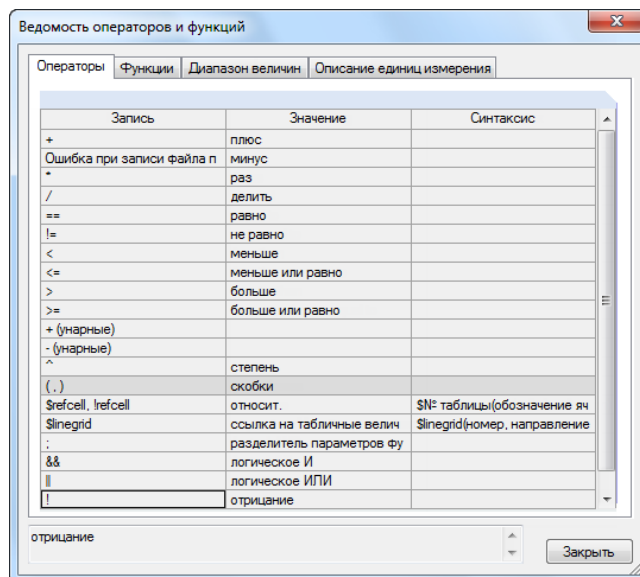 Ведомость операторов и функций
Операторы Функции Диапазон величин Описание единиц измерения
Запись Значение Синтаксис
+ плюс
Ошибка при записи файла п минус
* раз
/ делить
== равно
!= не равно
< меньше
<= меньше или равно
> больше
>= больше или равно
+ (унарные)
- (унарные)
^ степень
( , ) скобки
$refcell, !refcell относит. $№ таблицы(обозначение яч
$linegrid ссылка на табличные велич $linegrid(номер, направление
; разделитель параметров фу
&& логическое И
|| логическое ИЛИ
! отрицание
отрицание
Закрыть